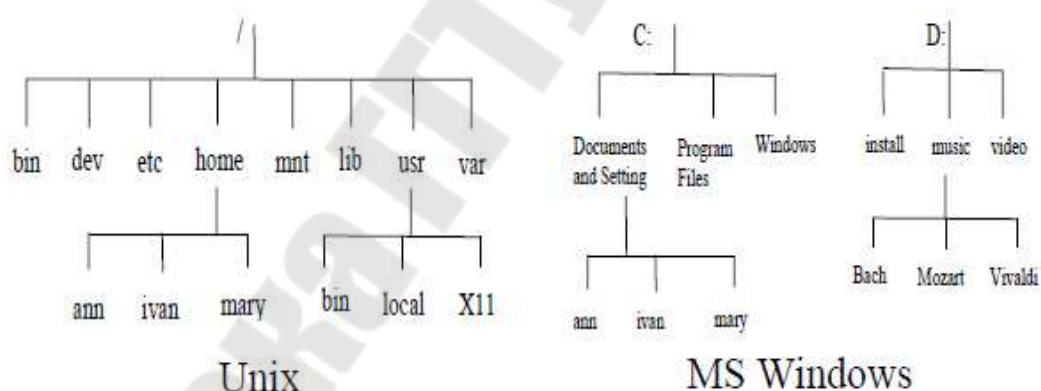 /
bin dev etc home mnt lib usr var
ann ivan mary bin local X11
Unix
C: D:
Documents and Setting Program Files Windows install music video
ann ivan mary Bach Mozart Vivaldi
MS Windows